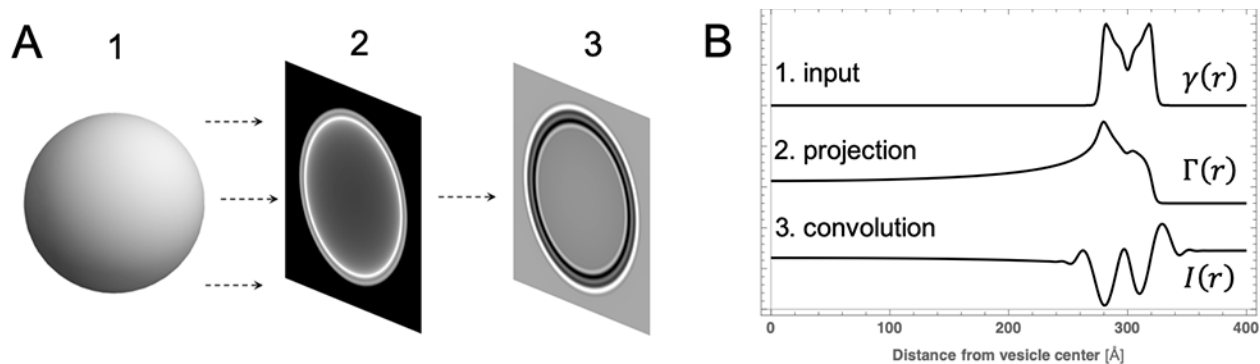 A
1
2
3
B
1. input
γ(r)
2. projection
Γ(r)
3. convolution
I(r)
0
100
200
300
400
Distance from vesicle center [Å]